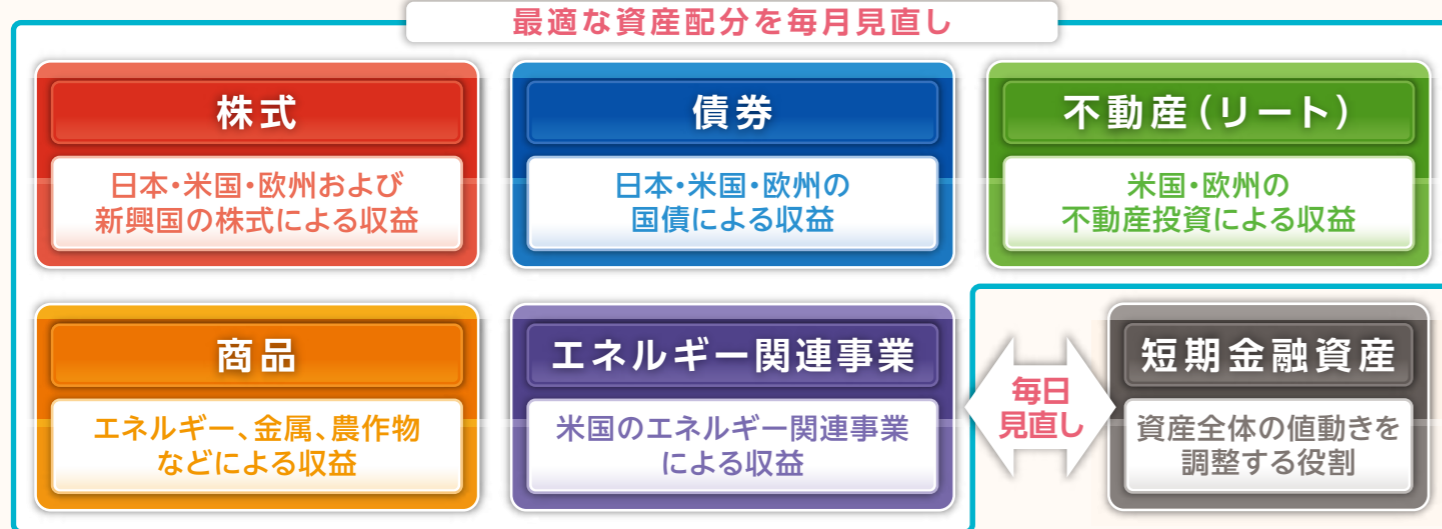 最適な資産配分を毎月見直し
株式
日本・米国・欧州および
新興国の株式による収益
債券
日本・米国・欧州の
国債による収益
不動産(リート)
米国・欧州の
不動産投資による収益
商品
エネルギー、金属、農作物
などによる収益
エネルギー関連事業
米国のエネルギー関連事業
による収益
毎日
見直し
短期金融資産
資産全体の値動きを
調整する役割